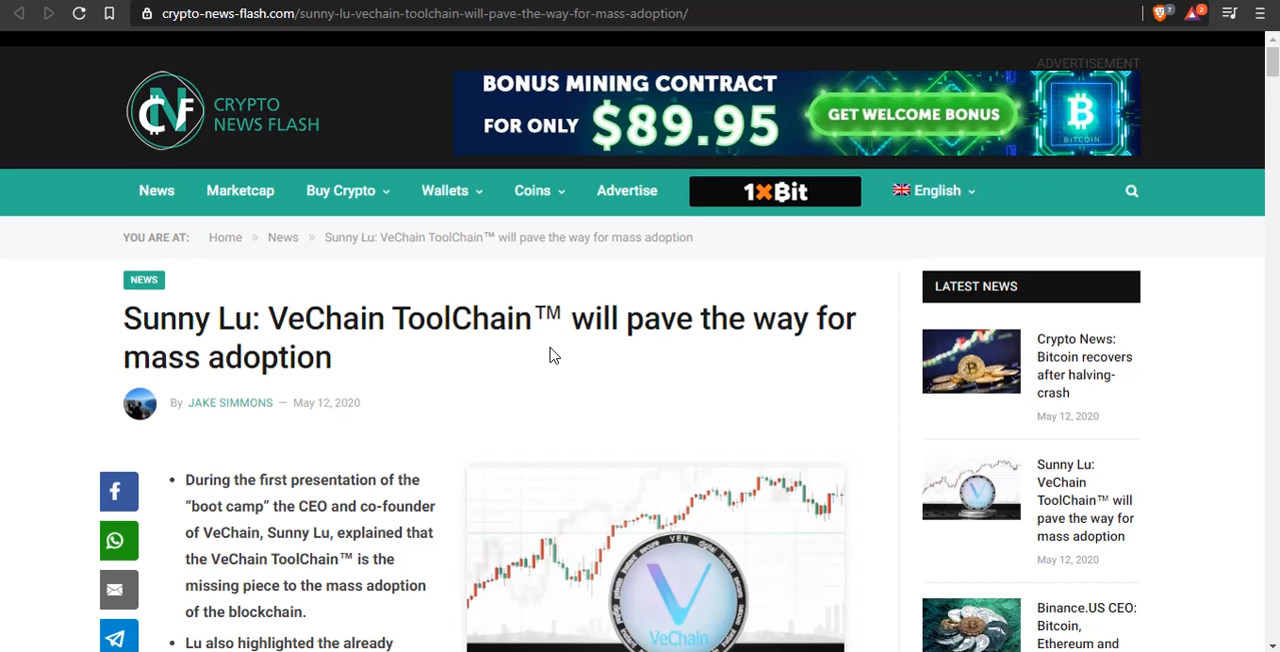 crypto-news-flash.com/sunny-lu-vechain-toolchain-will-pave-the-way-for-mass-adoption/
7
2
ADVERTISEMENT
CNF
CRYPTO
NEWS FLASH
BONUS MINING CONTRACT
FOR ONLY $89.95
GET WELCOME BONUS
BITCOIN
News Marketcap Buy Crypto Wallets Coins Advertise 1XBit English
YOU ARE AT: Home » News » Sunny Lu: VeChain ToolChain™ will pave the way for mass adoption
NEWS
Sunny Lu: VeChain ToolChain™ will pave the way for
mass adoption
By JAKE SIMMONS — May 12, 2020
• During the first presentation of the
“boot camp” the CEO and co-founder
of VeChain, Sunny Lu, explained that
the VeChain ToolChain™ is the
missing piece to the mass adoption
of the blockchain.
• Lu also highlighted the already
VEN
VeChain
LATEST NEWS
Crypto News:
Bitcoin recovers
after halving-
crash
May 12, 2020
Sunny Lu:
VeChain
ToolChain™ will
pave the way for
mass adoption
May 12, 2020
Binance.US CEO:
Bitcoin,
Ethereum and